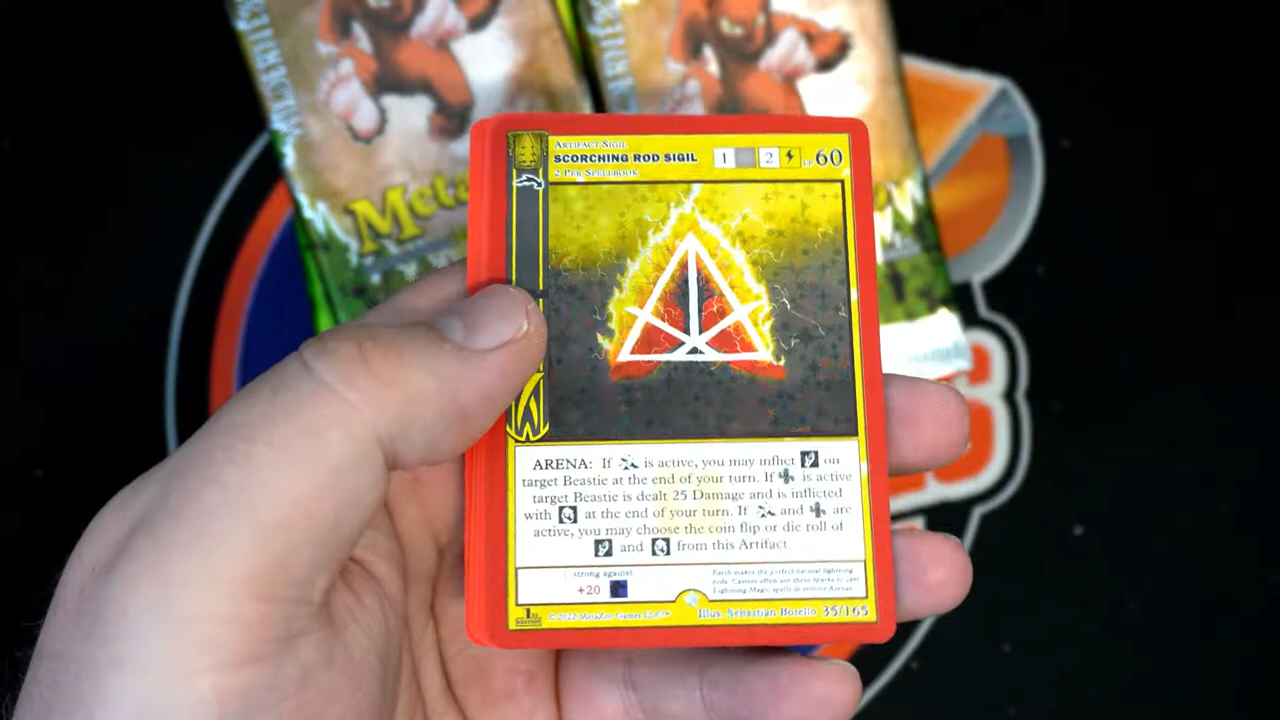 Meta
ARTIFACT SIGIL
SCORCHING ROD SIGIL 1 2 LP 60
2 PER SPELLBOOK
ARENA: If is active, you may inflict on
target Beastie at the end of your turn. If is active
target Beastie is dealt 25 Damage and is inflicted
with at the end of your turn. If and are
active, you may choose the coin flip or die roll of
and from this Artifact
strong against
+20
Earth makes the perfect natural lightning
rods. Casters often use these sparks to cast
Lightning Magic spells in remote Arenas.
1ST EDITION
©2022 MetaZoo Games LLC™ Illus. Sebastian Botello 35/165